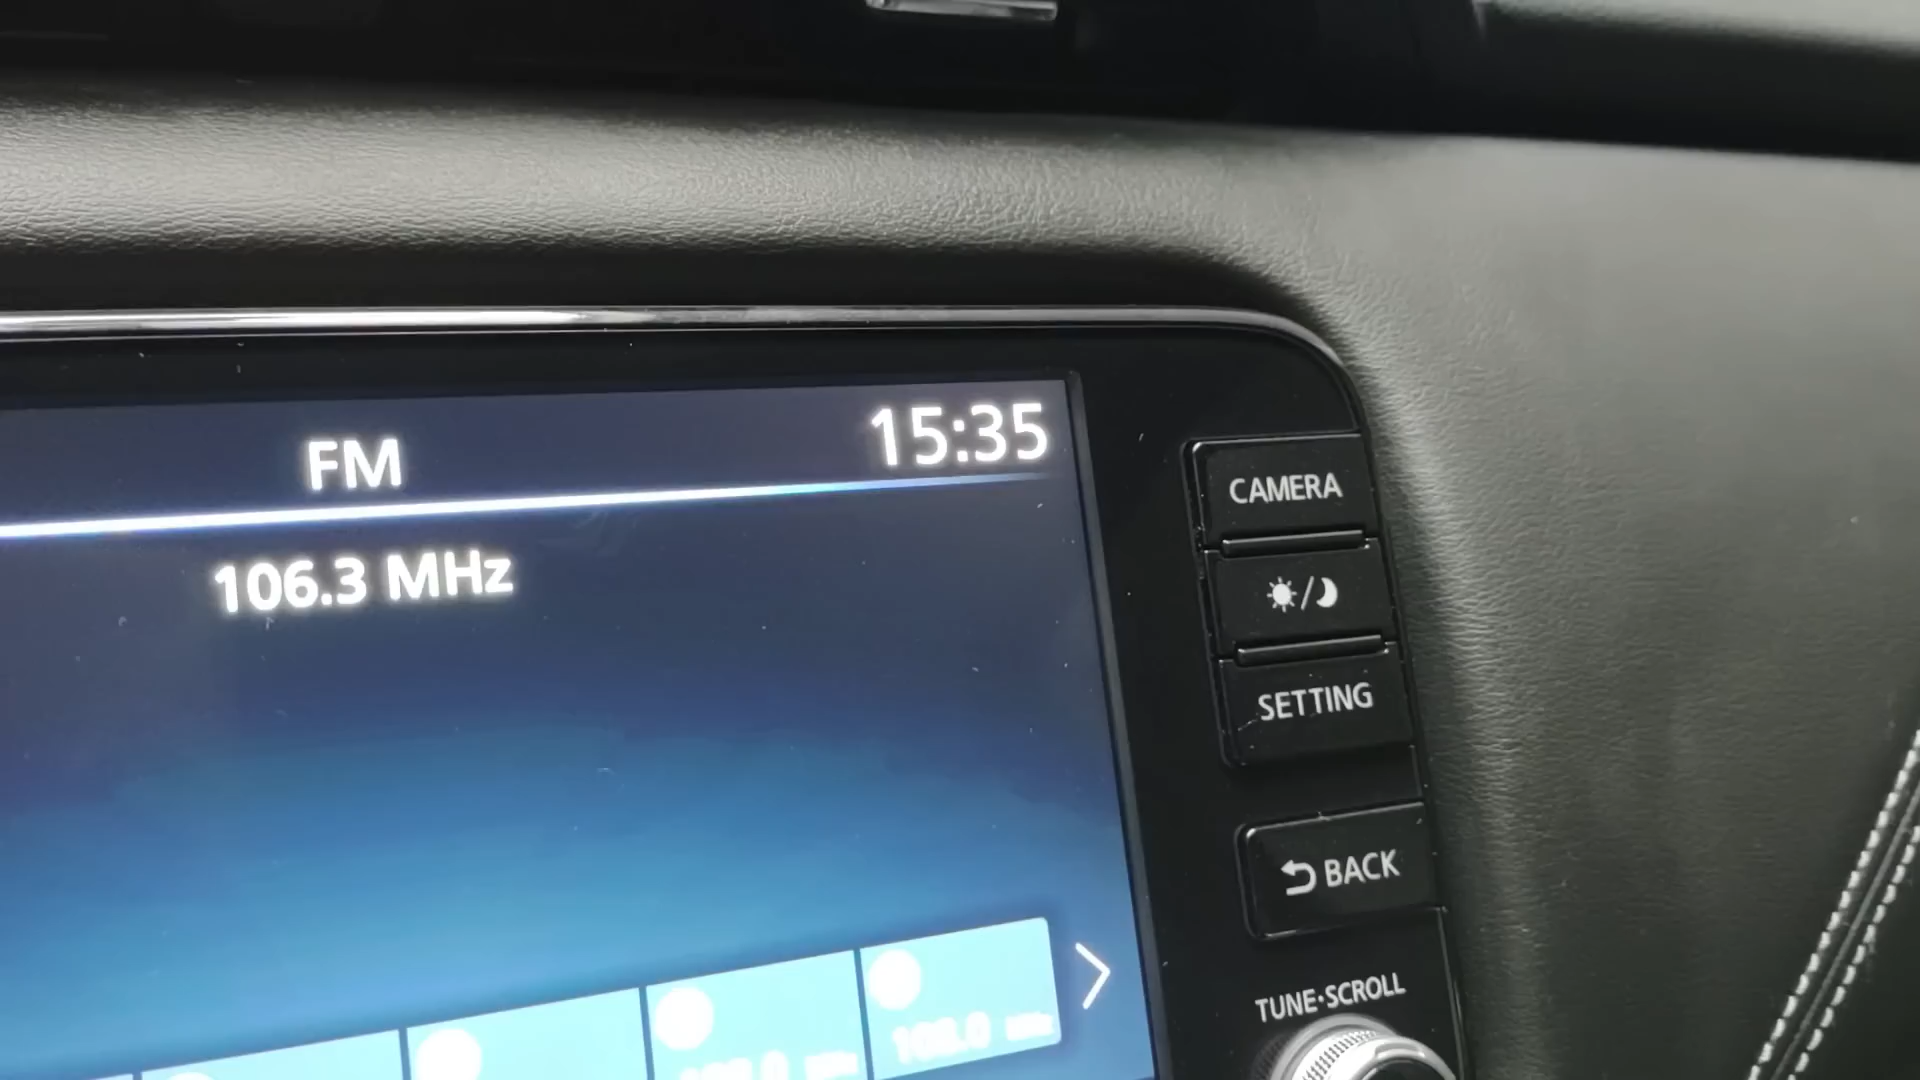 FM
15:35
106.3 MHz
CAMERA
SETTING
BACK
TUNE·SCROLL